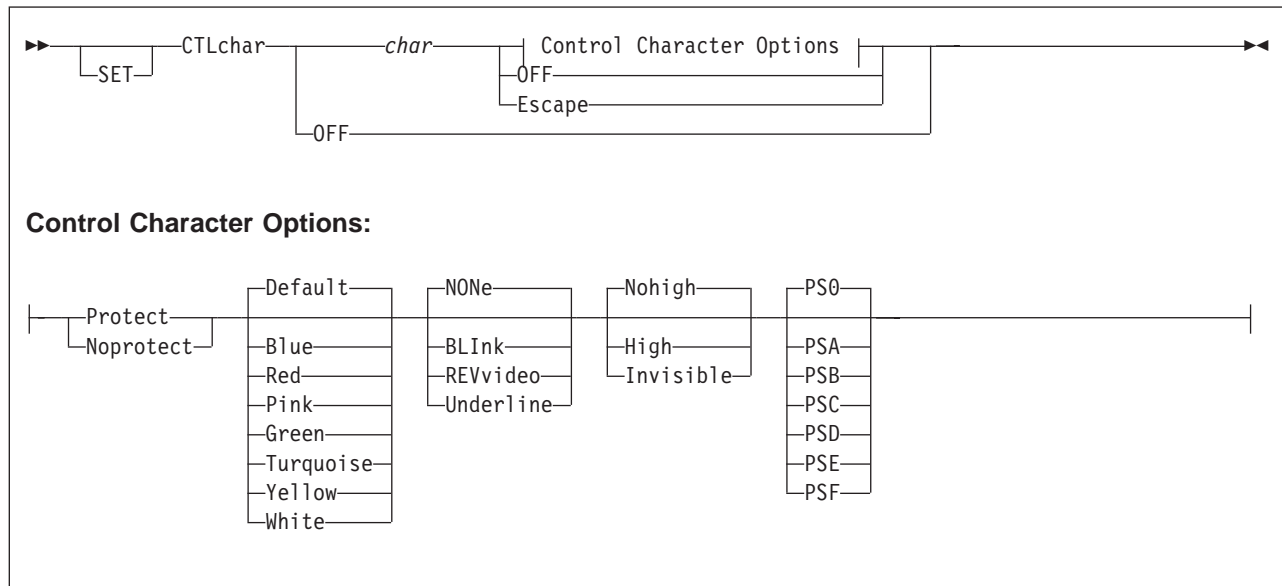 CTLchar char Control Character Options
SET OFF
Escape
OFF
Control Character Options:
Default NONe Nohigh PS0
Protect
Noprotect Blue BLInk High PSA
Red REVvideo Invisible PSB
Pink Underline PSC
Green PSD
Turquoise PSE
Yellow PSF
White